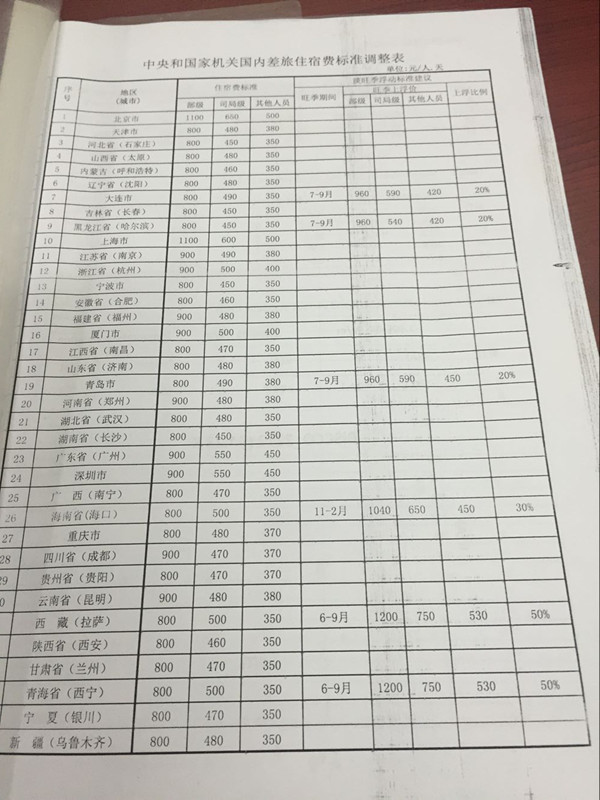 中央和国家机关国内差旅住宿费标准调整表
单位:元/人.天
序号 地区（城市） 住宿费标准 旅旺季浮动标准建议
部级 司局级 其他人员 旺季期间 旺季上浮价 上浮比例
部级 司局级 其他人员
1 北京市 1100 650 500
2 天津市 800 480 380
3 河北省（石家庄） 800 450 350
4 山西省（太原） 800 480 350
5 内蒙古（呼和浩特） 800 460 350
6 辽宁省（沈阳） 800 480 350
7 大连市 800 490 350 7-9月 960 590 420 20%
8 吉林省（长春） 800 450 350
9 黑龙江省（哈尔滨） 800 450 350 7-9月 960 540 420 20%
10 上海市 1100 600 500
11 江苏省（南京） 900 490 380
12 浙江省（杭州） 900 500 400
13 宁波市 800 450 350
14 安徽省（合肥） 800 460 350
15 福建省（福州） 900 480 380
16 厦门市 900 500 400
17 江西省（南昌） 800 470 350
18 山东省（济南） 800 480 380
19 青岛市 800 490 380 7-9月 960 590 450 20%
20 河南省（郑州） 900 480 380
21 湖北省（武汉） 800 480 350
22 湖南省（长沙） 800 450 350
23 广东省（广州） 900 550 450
24 深圳市 900 550 450
25 广 西（南宁） 800 470 350
26 海南省(海口） 800 500 350 11-2月 1040 650 450 30%
27 重庆市 800 480 370
28 四川省（成都） 900 470 370
29 贵州省（贵阳） 800 470 370
0 云南省（昆明） 900 480 380
西 藏（拉萨） 800 500 350 6-9月 1200 750 530 50%
陕西省（西安） 800 460 350
甘肃省（兰州） 800 470 350
青海省（西宁） 800 500 350 6-9月 1200 750 530 50%
宁 夏（银川） 800 470 350
新 疆（乌鲁木齐） 800 480 350